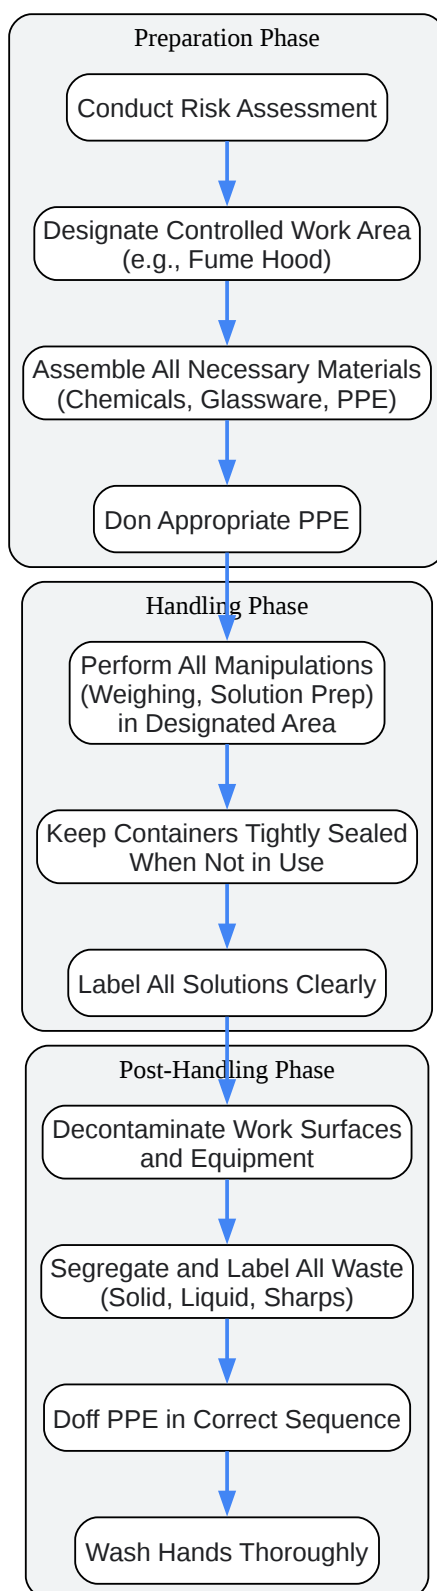 Preparation Phase
Conduct Risk Assessment
Designate Controlled Work Area
(e.g., Fume Hood)
Assemble All Necessary Materials
(Chemicals, Glassware, PPE)
Don Appropriate PPE
Handling Phase
Perform All Manipulations
(Weighing, Solution Prep)
in Designated Area
Keep Containers Tightly Sealed
When Not in Use
Label All Solutions Clearly
Post-Handling Phase
Decontaminate Work Surfaces
and Equipment
Segregate and Label All Waste
(Solid, Liquid, Sharps)
Doff PPE in Correct Sequence
Wash Hands Thoroughly